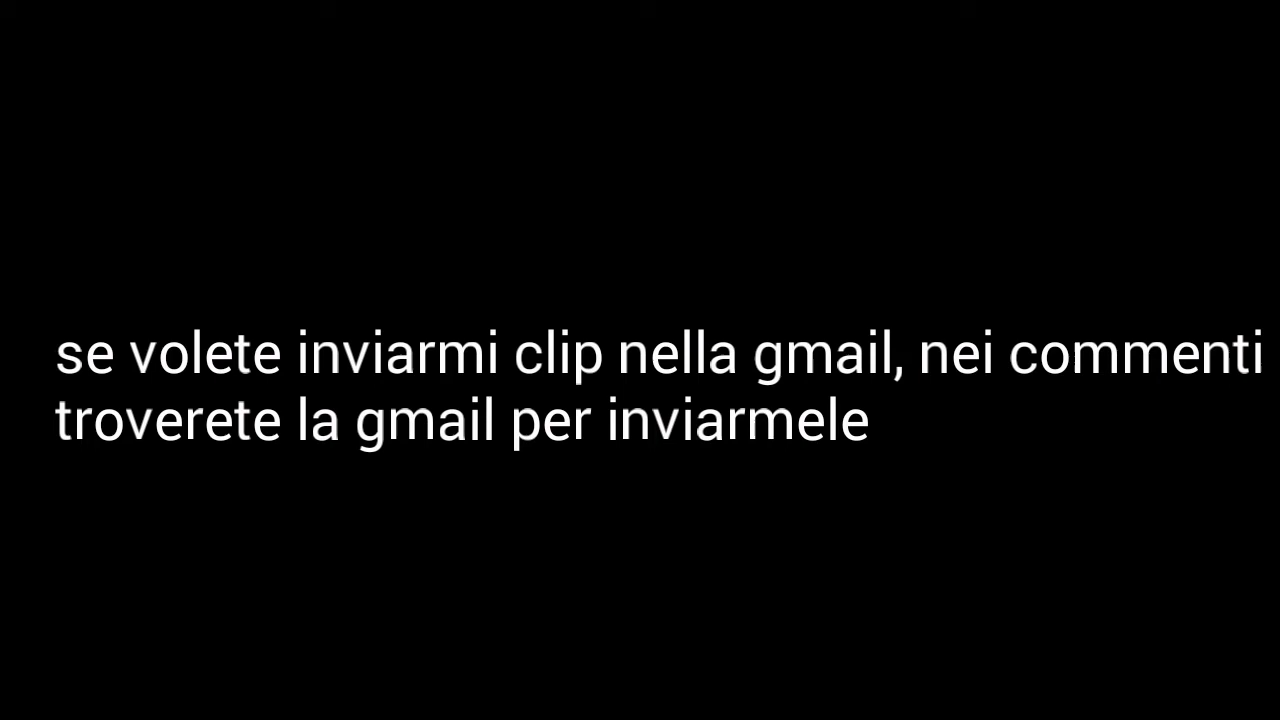 se volete inviarmi clip nella gmail, nei commenti
troverete la gmail per inviarmele